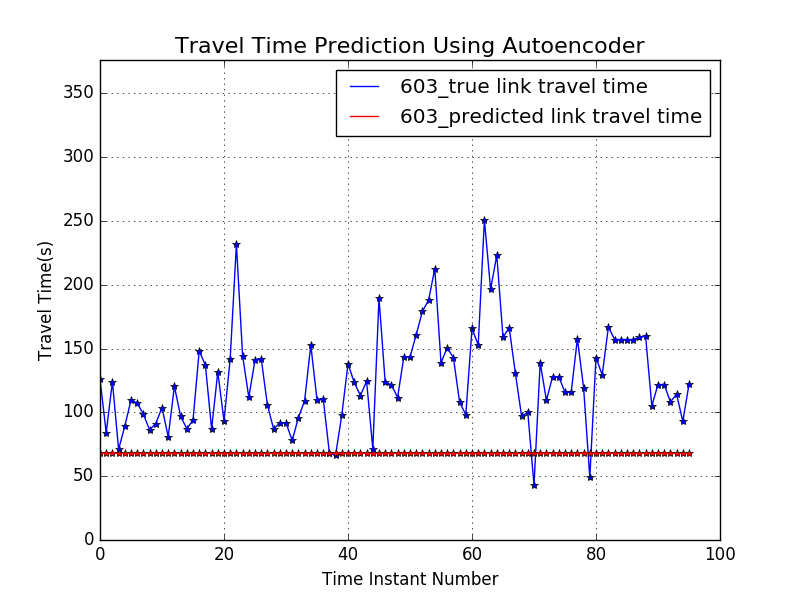 Travel Time Prediction Using Autoencoder
603_true link travel time
603_predicted link travel time
Travel Time(s)
350
300
250
200
150
100
50
0
0 20 40 60 80 100
Time Instant Number